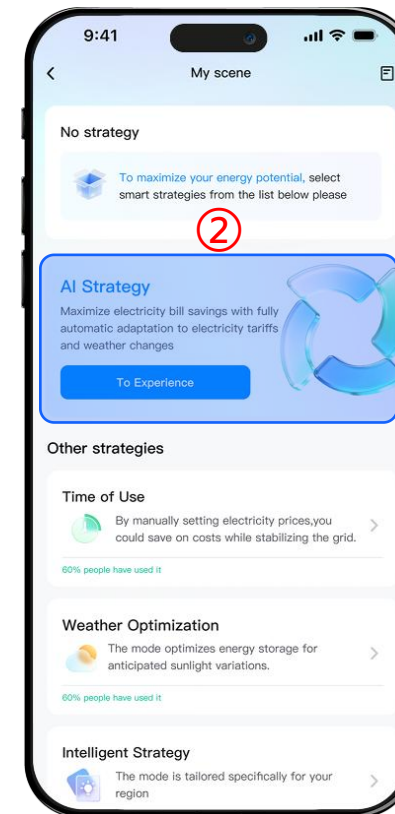 9:41
My scene
No strategy
To maximize your energy potential, select
smart strategies from the list below please
②
AI Strategy
Maximize electricity bill savings with fully
automatic adaptation to electricity tariffs
and weather changes
To Experience
Other strategies
Time of Use
By manually setting electricity prices,you
could save on costs while stabilizing the grid.
60% people have used it
Weather Optimization
The mode optimizes energy storage for
anticipated sunlight variations.
60% people have used it
Intelligent Strategy
The mode is tailored specifically for your
region